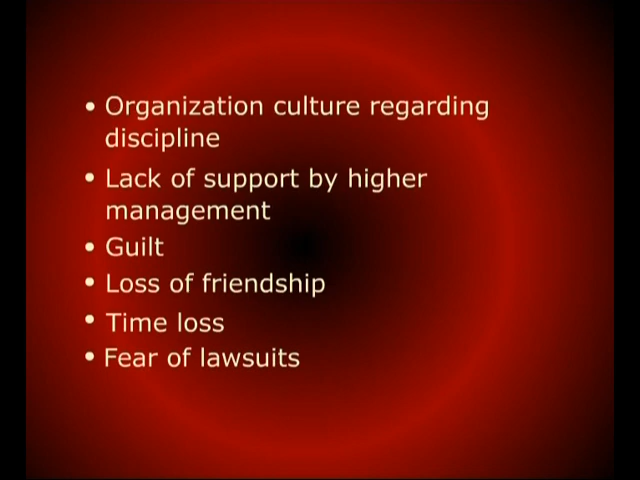 • Organization culture regarding
discipline
• Lack of support by higher
management
• Guilt
• Loss of friendship
• Time loss
• Fear of lawsuits